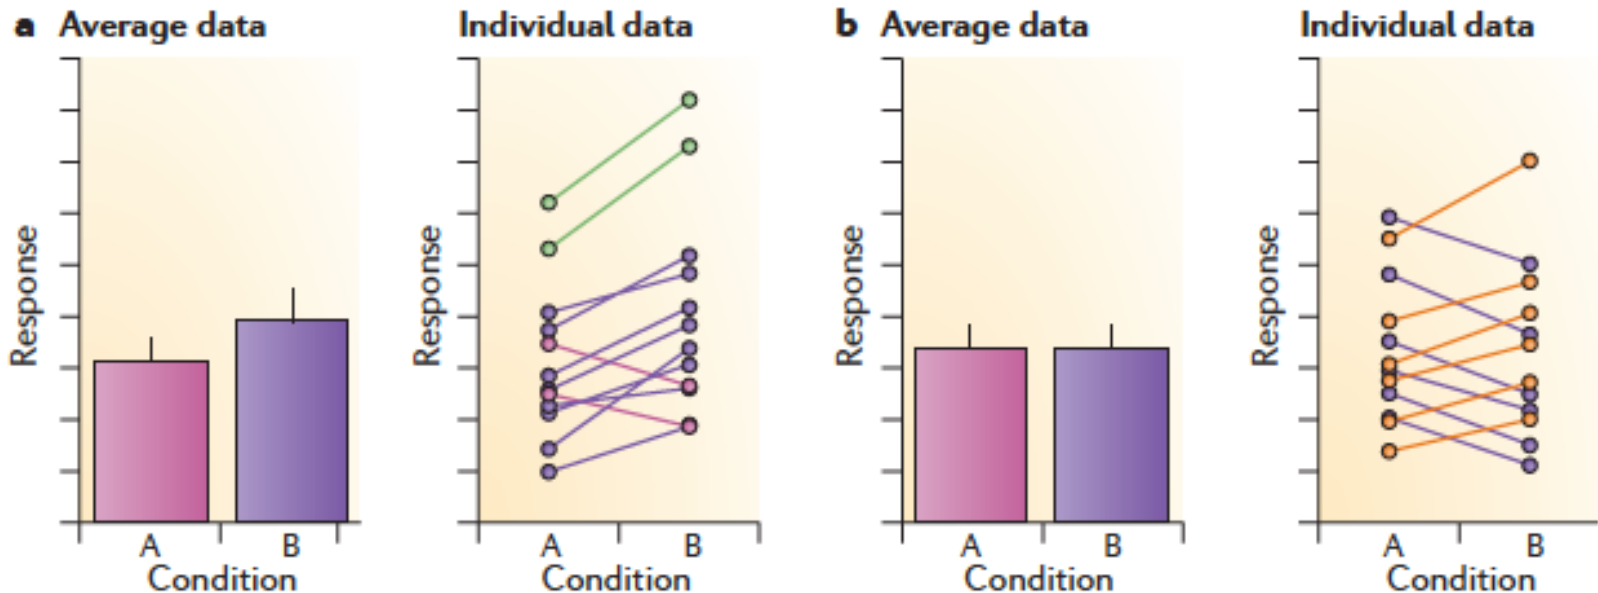 a Average data
Individual data
b Average data
Individual data
Response
Response
Response
Response
A B
A B
A B
A B
Condition
Condition
Condition
Condition